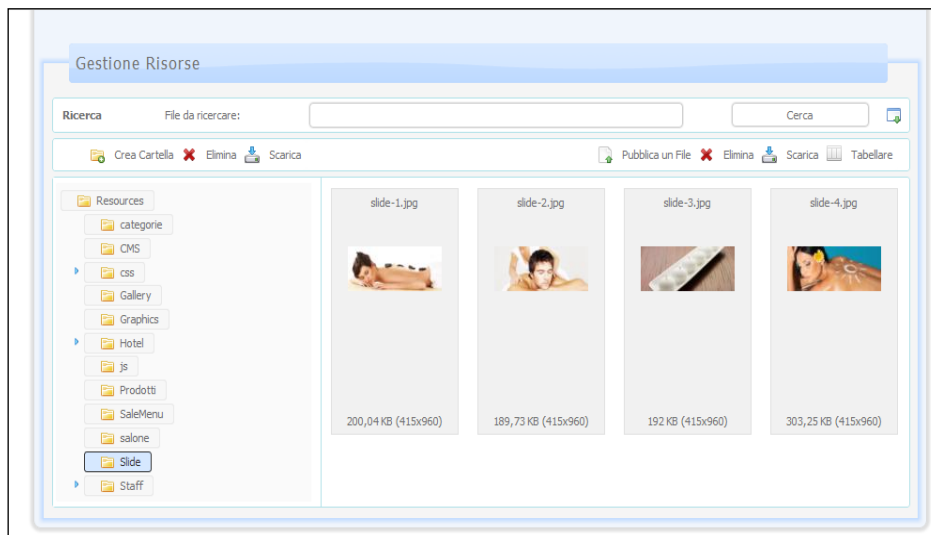 Gestione Risorse
Ricerca File da ricercare: Cerca
Crea Cartella Elimina Scarica Pubblica un File Elimina Scarica Tabellare
Resources
categorie
CMS
css
Gallery
Graphics
Hotel
js
Prodotti
SaleMenu
salone
Slide
Staff
slide-1.jpg slide-2.jpg slide-3.jpg slide-4.jpg
200,04 KB (415x960) 189,73 KB (415x960) 192 KB (415x960) 303,25 KB (415x960)